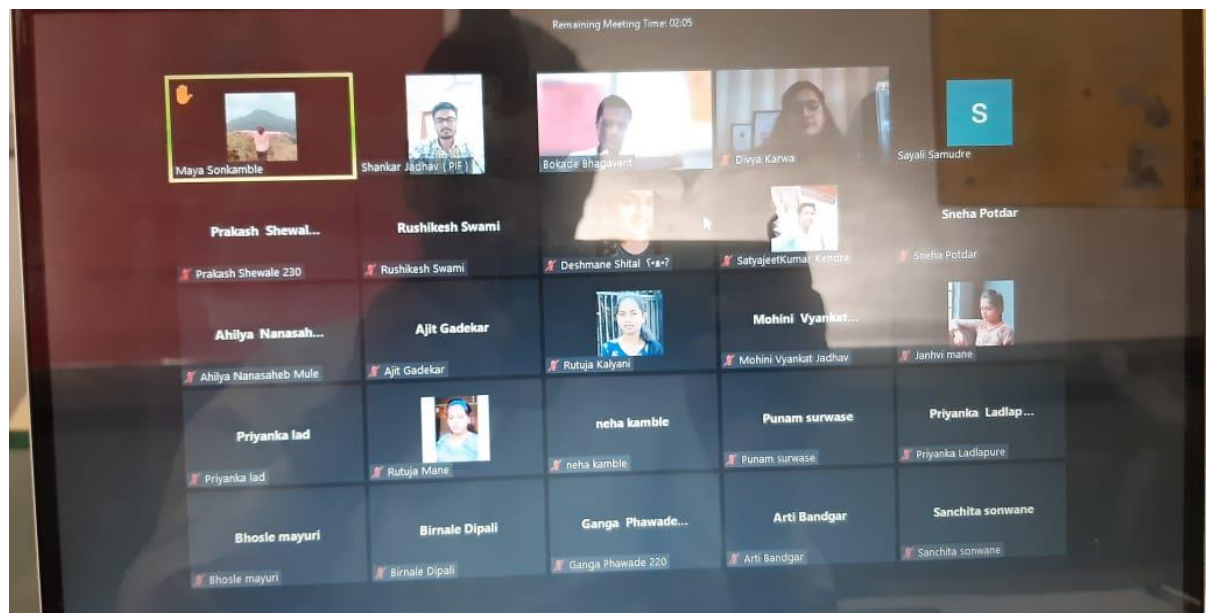 Remaining Meeting Time: 02:05
Maya Sonkamble
Shankar Jadhav ( PIF )
Bokade Bhagavant
Divya Karwa
S
Sayali Samudre
Prakash Shewal...
Prakash Shewale 230
Rushikesh Swami
Rushikesh Swami
Deshmane Shital ʕ•ᴥ•ʔ
SatyajeetKumar Kendre
Sneha Potdar
Sneha Potdar
Ahilya Nanasah...
Ahilya Nanasaheb Mule
Ajit Gadekar
Ajit Gadekar
Rutuja Kalyani
Mohini Vyankat...
Mohini Vyankat Jadhav
Janhvi mane
Priyanka lad
Priyanka lad
Rutuja Mane
neha kamble
neha kamble
Punam surwase
Punam surwase
Priyanka Ladlap...
Priyanka Ladlapure
Bhosle mayuri
Bhosle mayuri
Birnale Dipali
Birnale Dipali
Ganga Phawade...
Ganga Phawade 220
Arti Bandgar
Arti Bandgar
Sanchita sonwane
Sanchita sonwane